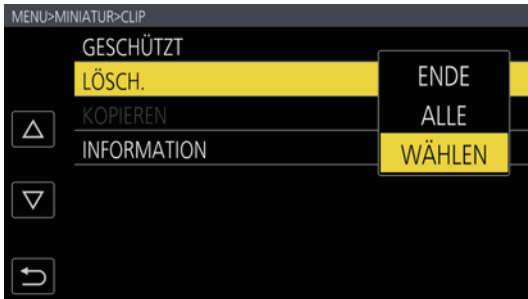 MENU>MINIATUR>CLIP
GESCHÜTZT
LÖSCH.
KOPIEREN
INFORMATION
ENDE
ALLE
WÄHLEN